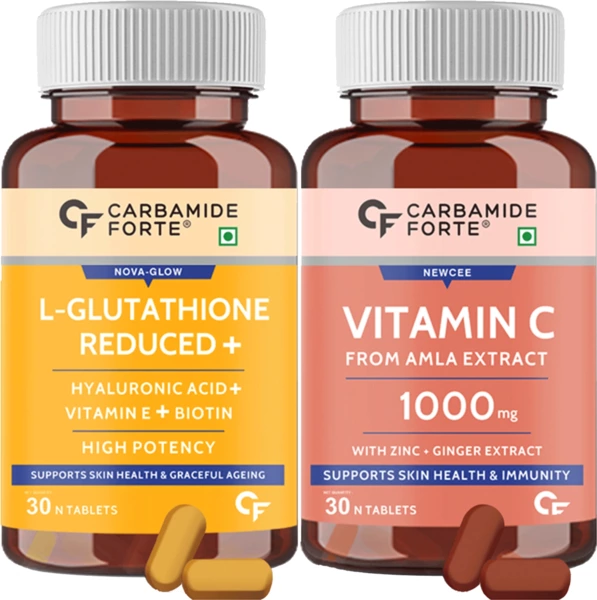 CARBAMIDE
FORTE®
NOVA-GLOW
L-GLUTATHIONE
REDUCED +
HYALURONIC ACID+
VITAMIN E + BIOTIN
HIGH POTENCY
SUPPORTS SKIN HEALTH & GRACEFUL AGEING
30 N TABLETS
CARBAMIDE
FORTE®
NEWCEE
VITAMIN C
FROM AMLA EXTRACT
1000mg
WITH ZINC + GINGER EXTRACT
SUPPORTS SKIN HEALTH & IMMUNITY
30 N TABLETS